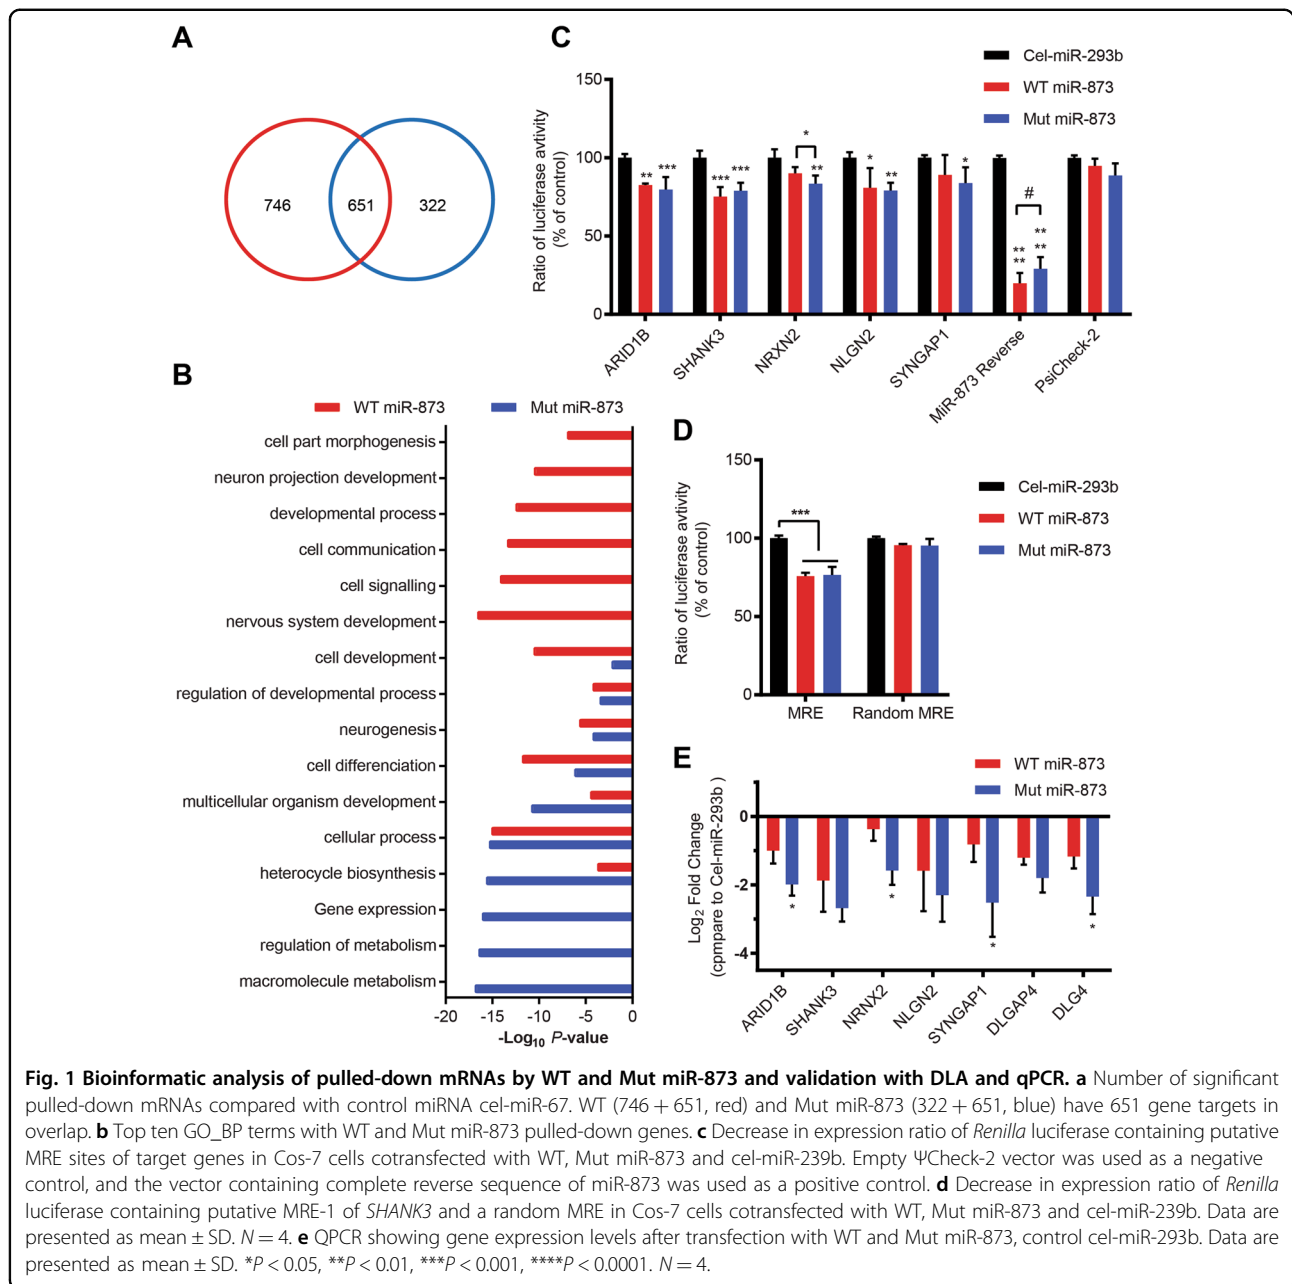 A
746
651
322
B
WT miR-873
Mut miR-873
cell part morphogenesis
neuron projection development
developmental process
cell communication
cell signalling
nervous system development
cell development
regulation of developmental process
neurogenesis
cell differenciation
multicellular organism development
cellular process
heterocycle biosynthesis
Gene expression
regulation of metabolism
macromolecule metabolism
-20 -15 -10 -5 0
-Log10 P-value
C
Cel-miR-293b
WT miR-873
Mut miR-873
Ratio of luciferase avtivity
(% of control)
150
100
50
0
** *** *** *** * ** * ** * # ** ** ** **
ARID1B
SHANK3
NRXN2
NLGN2
SYNGAP1
MiR-873 Reverse
PsiCheck-2
D
Cel-miR-293b
WT miR-873
Mut miR-873
Ratio of luciferase avtivity
(% of control)
150
100
50
0
***
MRE Random MRE
E
WT miR-873
Mut miR-873
Log2 Fold Change
(cpmpare to Cel-miR-293b )
0
-2
-4
* * * *
ARID1B
SHANK3
NRNX2
NLGN2
SYNGAP1
DLGAP4
DLG4
Fig. 1 Bioinformatic analysis of pulled-down mRNAs by WT and Mut miR-873 and validation with DLA and qPCR. a Number of significant
pulled-down mRNAs compared with control miRNA cel-miR-67. WT (746 + 651, red) and Mut miR-873 (322 + 651, blue) have 651 gene targets in
overlap. b Top ten GO_BP terms with WT and Mut miR-873 pulled-down genes. c Decrease in expression ratio of Renilla luciferase containing putative
MRE sites of target genes in Cos-7 cells cotransfected with WT, Mut miR-873 and cel-miR-239b. Empty ΨCheck-2 vector was used as a negative
control, and the vector containing complete reverse sequence of miR-873 was used as a positive control. d Decrease in expression ratio of Renilla
luciferase containing putative MRE-1 of SHANK3 and a random MRE in Cos-7 cells cotransfected with WT, Mut miR-873 and cel-miR-239b. Data are
presented as mean ± SD. N = 4. e QPCR showing gene expression levels after transfection with WT and Mut miR-873, control cel-miR-293b. Data are
presented as mean ± SD. *P < 0.05, **P < 0.01, ***P < 0.001, ****P < 0.0001. N = 4.